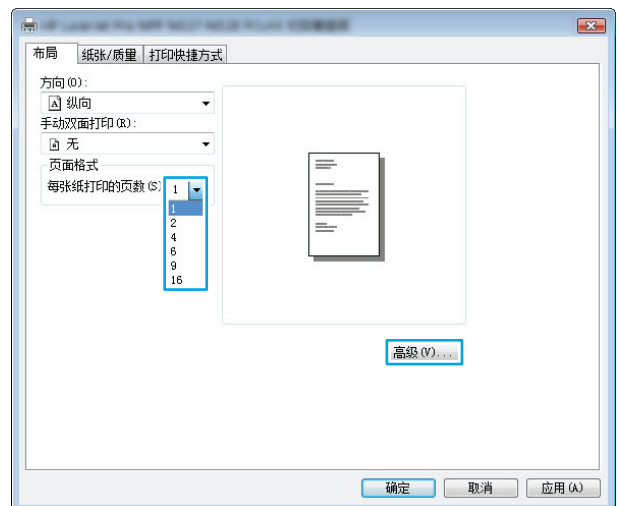 布局 纸张/质量 打印快捷方式
方向(O):
A 纵向
手动双面打印(R):
无
页面格式
每张纸打印的页数(S) 1
1
2
4
6
9
16
高级(V)...
确定 取消 应用(A)